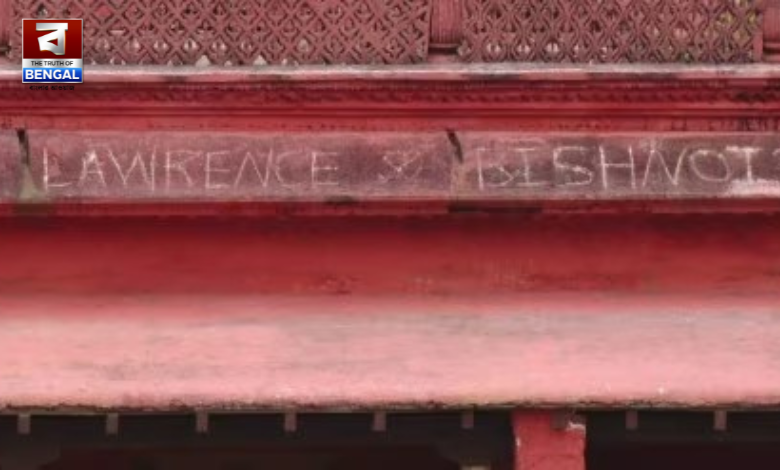 ব
THE TRUTH OF
BENGAL
LAWRENCE BISHNOI